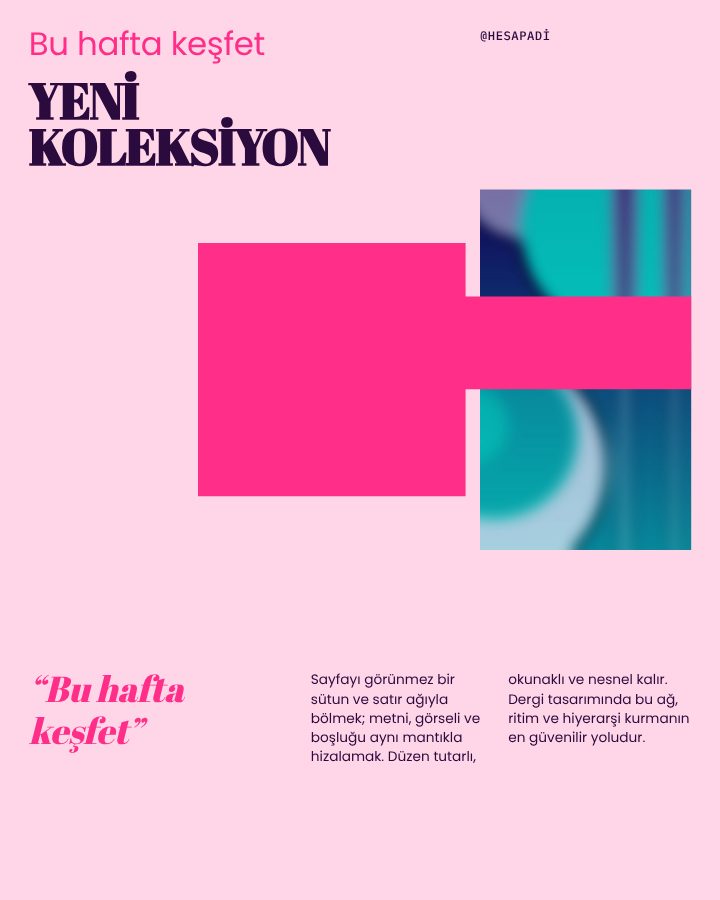 Bu hafta keşfet
@HESAPADİ
YENİ
KOLEKSİYON
“Bu hafta
keşfet”
Sayfayı görünmez bir
sütun ve satır ağıyla
bölmek; metni, görseli ve
boşluğu aynı mantıkla
hizalamak. Düzen tutarlı,
okunaklı ve nesnel kalır.
Dergi tasarımında bu ağ,
ritim ve hiyerarşi kurmanın
en güvenilir yoludur.